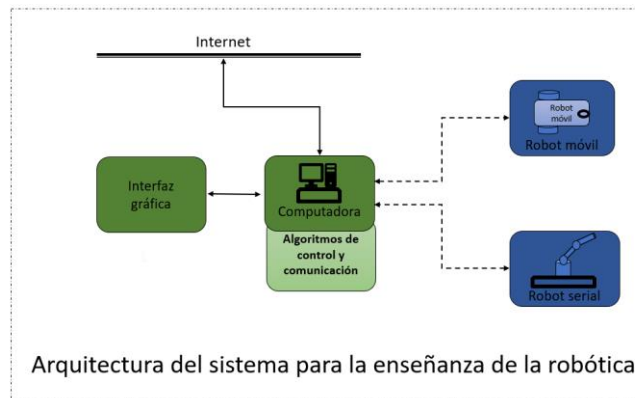 Internet
Robot
móvil
Robot móvil
Interfaz
gráfica
Computadora
Algoritmos de
control y
comunicación
Robot serial
Arquitectura del sistema para la enseñanza de la robótica